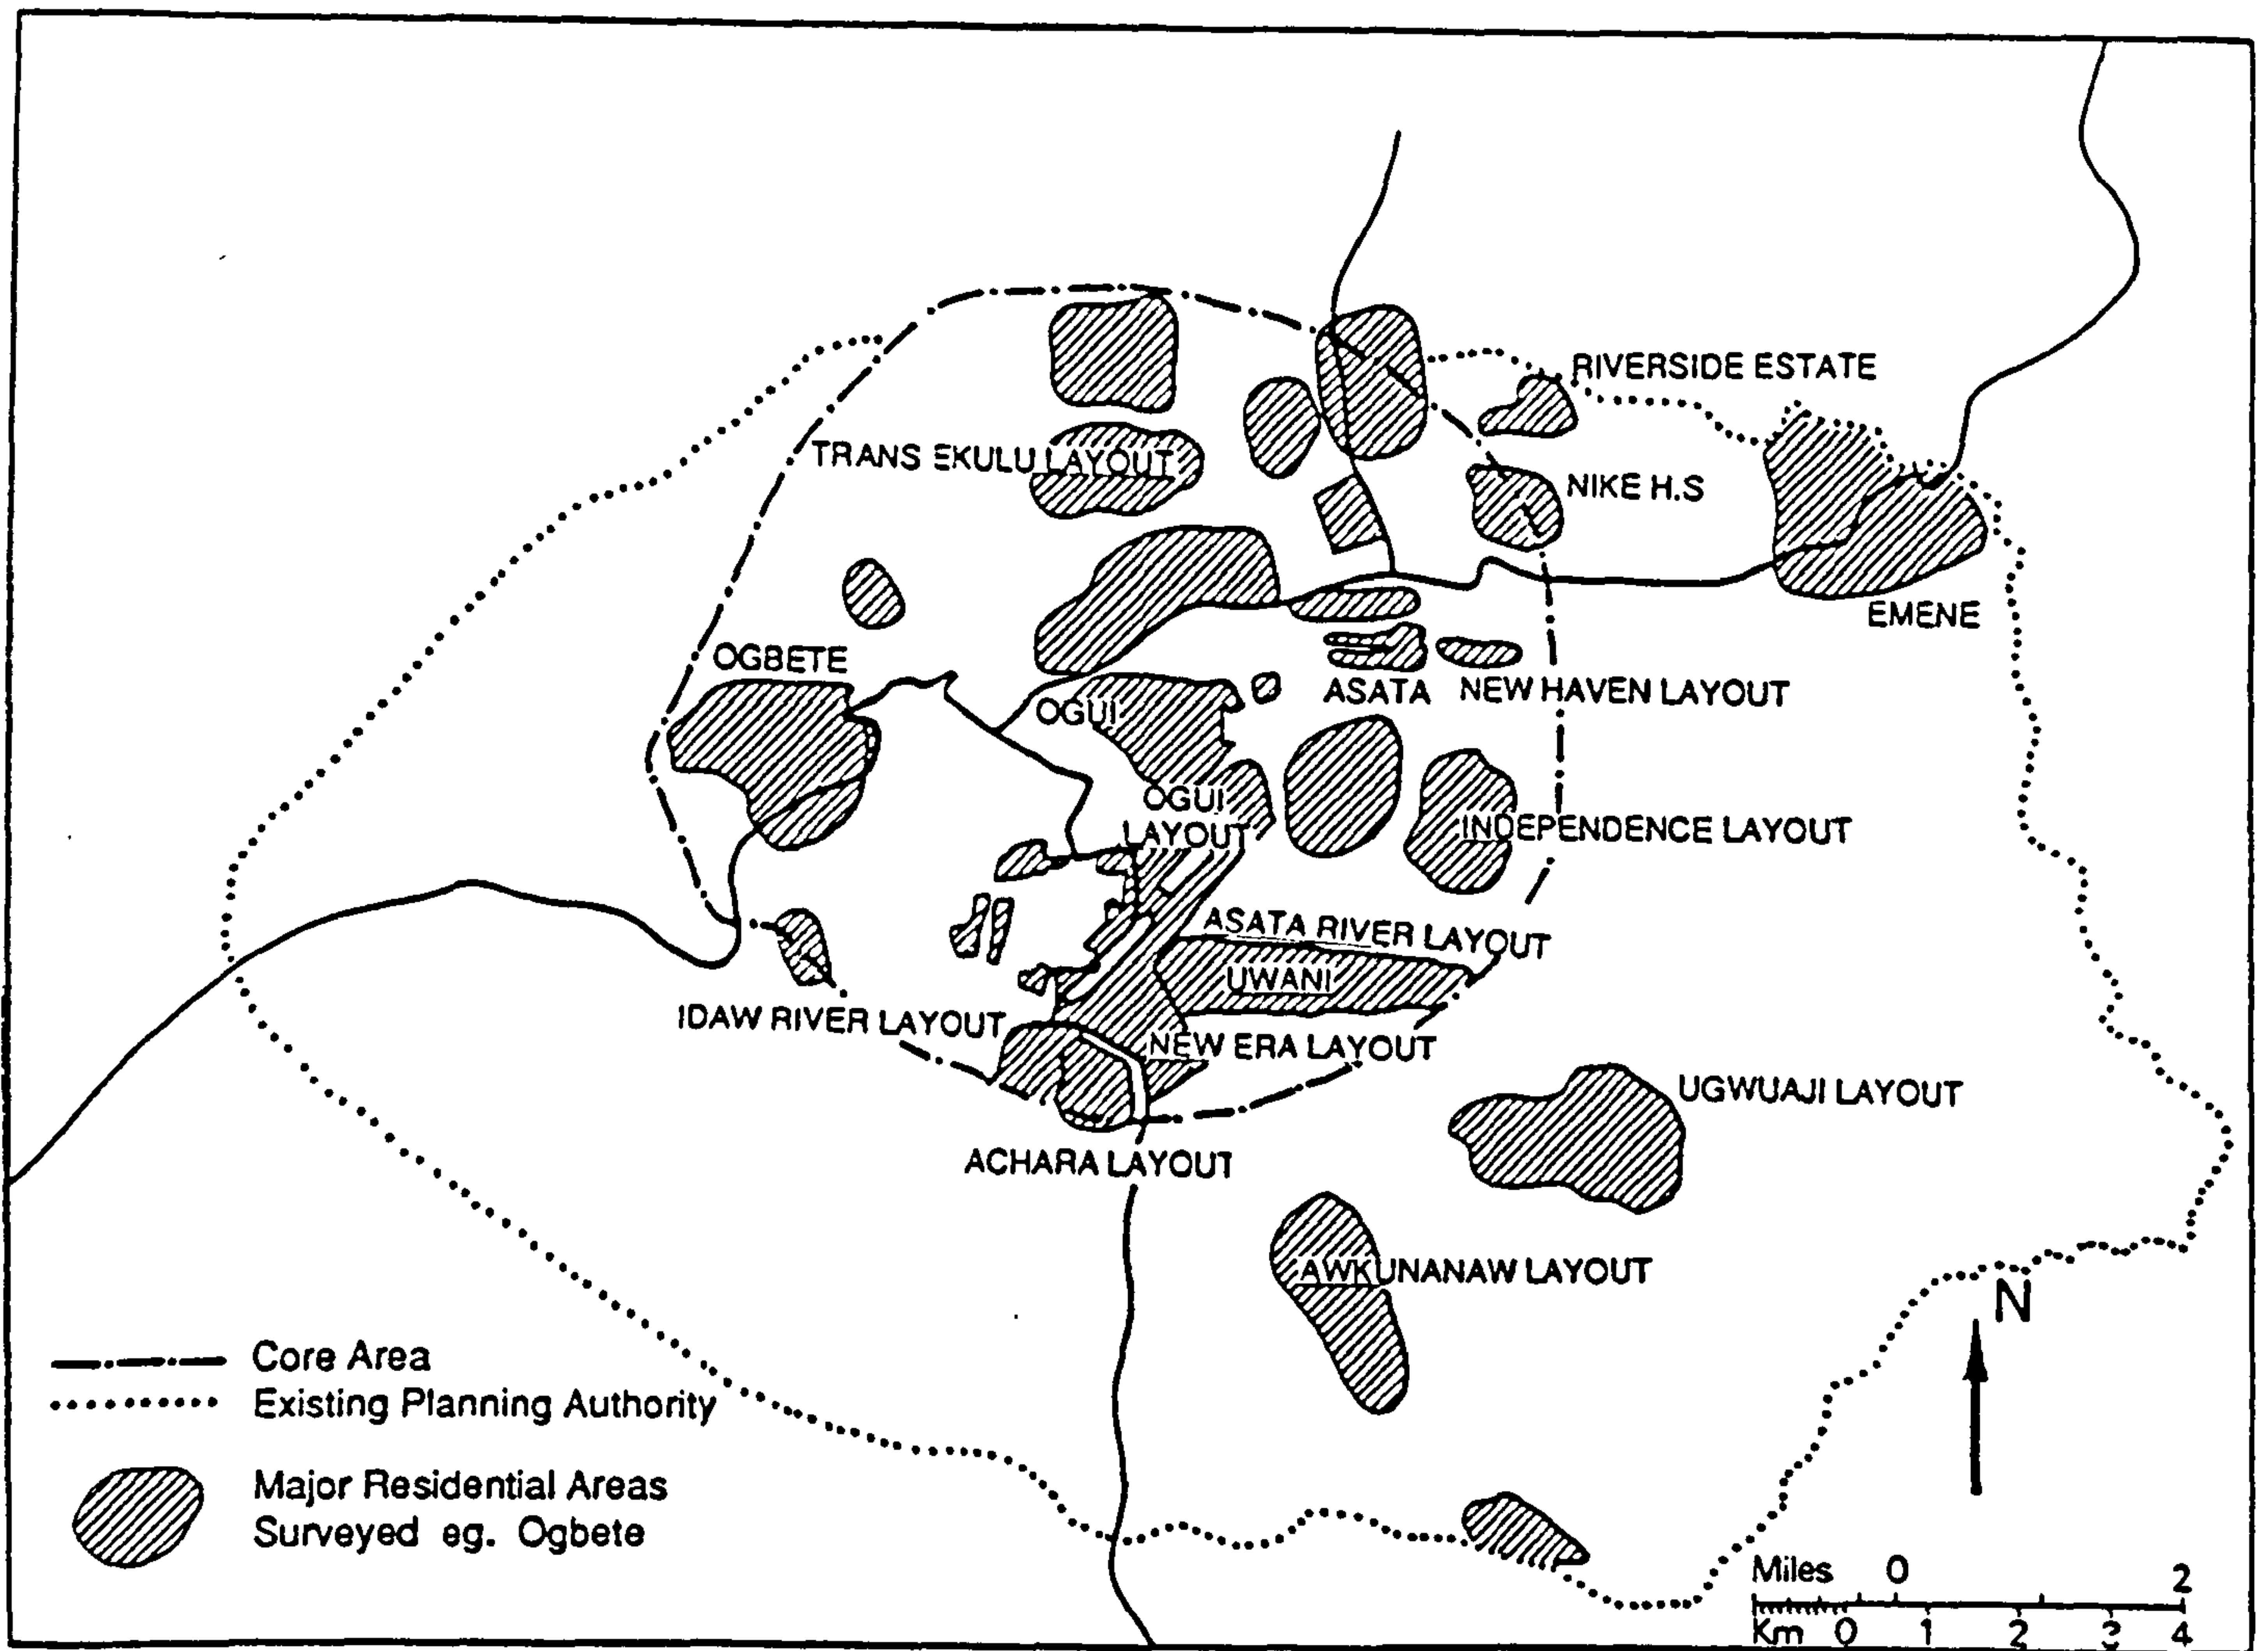 RIVERSIDE ESTATE
TRANS EKULU LAYOUT
NIKE H.S
EMENE
OGBETE
ASATA
NEW HAVEN LAYOUT
OGUI
OGUI
LAYOUT
INDEPENDENCE LAYOUT
ASATA RIVER LAYOUT
UWANI
IDAW RIVER LAYOUT
NEW ERA LAYOUT
UGWUAJI LAYOUT
ACHARA LAYOUT
AWKUNANAW LAYOUT
N
Core Area
Existing Planning Authority
Major Residential Areas
Surveyed eg. Ogbete
Miles 0 2
Km 0 1 2 3 4